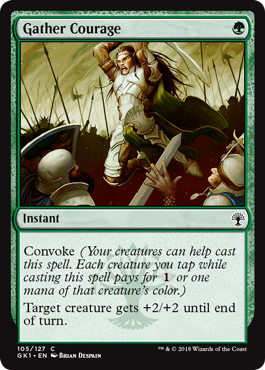 Gather Courage
Instant
Convoke (Your creatures can help cast
this spell. Each creature you tap while
casting this spell pays for 1 or one
mana of that creature's color.)
Target creature gets +2/+2 until end
of turn.
105/127 C
GK1 • EN Brian Despain
™ & © 2018 Wizards of the Coast